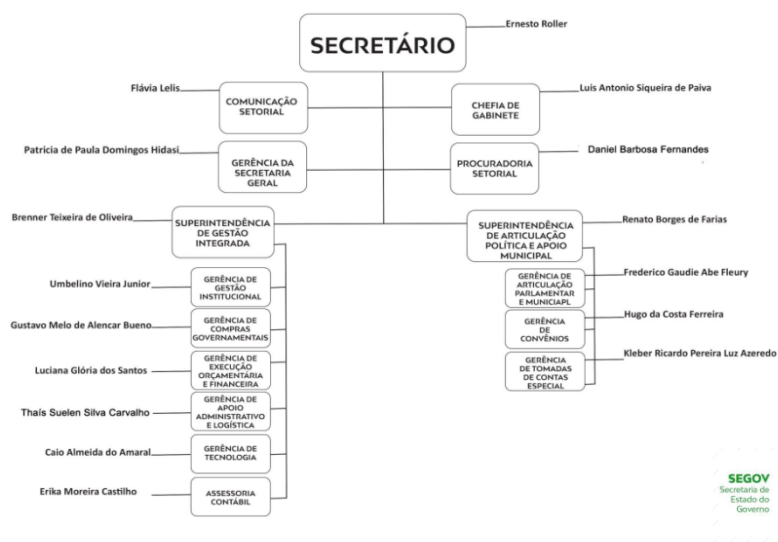 Ernesto Roller
SECRETÁRIO
Flávia Lelis
COMUNICAÇÃO
SETORIAL
Luis Antonio Siqueira de Paiva
CHEFIA DE
GABINETE
Patricia de Paula Domingos Hidasi
GERÊNCIA DA
SECRETARIA
GERAL
Daniel Barbosa Fernandes
PROCURADORIA
SETORIAL
Brenner Teixeira de Oliveira
SUPERINTENDÊNCIA
DE GESTÃO
INTEGRADA
Renato Borges de Farias
SUPERINTENDÊNCIA
DE ARTICULAÇÃO
POLÍTICA E APOIO
MUNICIPAL
Umbelino Vieira Junior
GERÊNCIA DE
GESTÃO
INSTITUCIONAL
Gustavo Melo de Alencar Bueno
GERÊNCIA DE
COMPRAS
GOVERNAMENTAIS
Luciana Glória dos Santos
GERÊNCIA DE
EXECUÇÃO
ORÇAMENTÁRIA
E FINANCEIRA
Thaís Suelen Silva Carvalho
GERÊNCIA DE
APOIO
ADMINISTRATIVO
E LOGÍSTICA
Caio Almeida do Amaral
GERÊNCIA DE
TECNOLOGIA
Erika Moreira Castilho
ASSESSORIA
CONTÁBIL
Frederico Gaudie Abe Fleury
GERÊNCIA DE
ARTICULAÇÃO
PARLAMENTAR
E MUNICIAPL
Hugo da Costa Ferreira
GERÊNCIA
DE
CONVÊNIOS
Kleber Ricardo Pereira Luz Azeredo
GERÊNCIA
DE TOMADAS
DE CONTAS
ESPECIAL
SEGOV
Secretaria de
Estado do
Governo